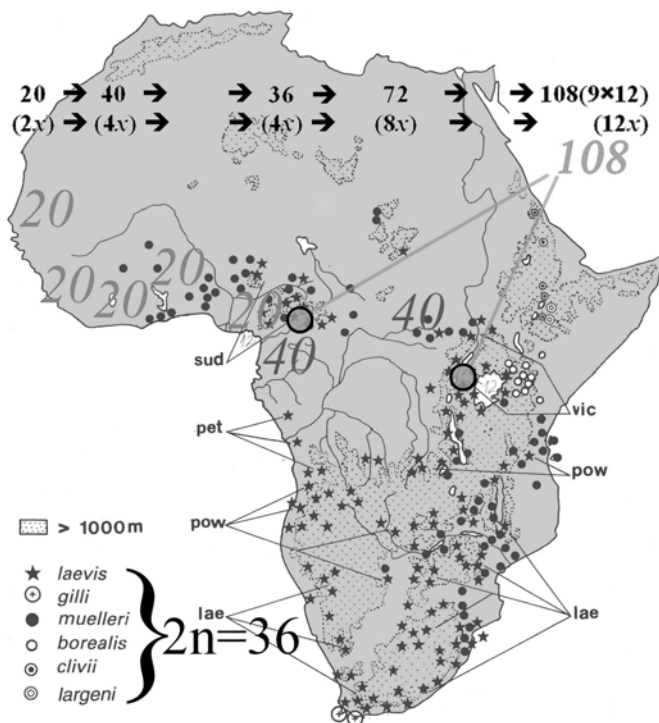 20 ➔ 40 ➔ ➔ 36 ➔ 72 ➔ ➔ 108(9×12)
(2x) ➔ (4x) ➔ ➔ (4x) ➔ (8x) ➔ ➔ (12x)
108
20
20
20
20
20
40
40
12
12
sud
vic
pet
pow
pow
> 1000m
laevis
gilli
muelleri
borealis
clivii
largeni
2n=36
lae
lae